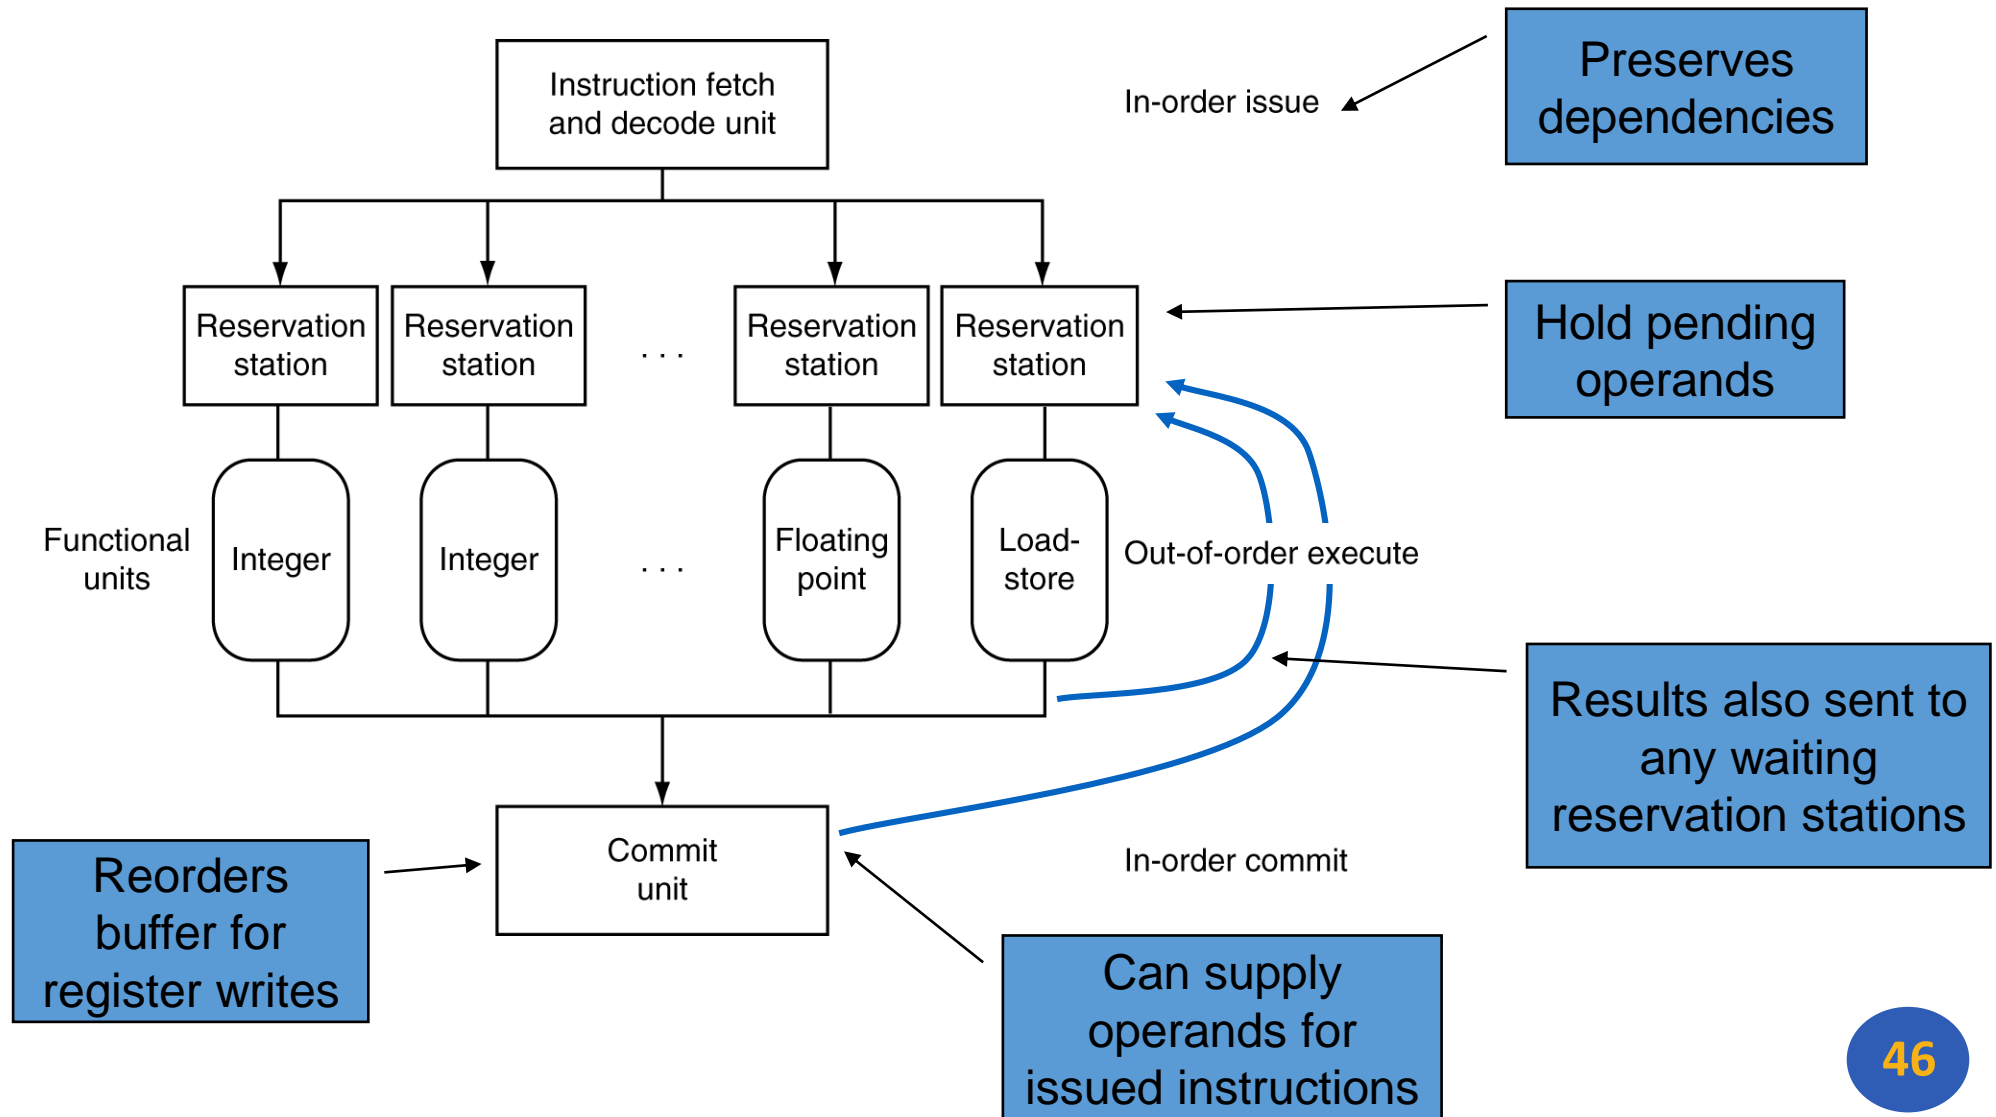 Instruction fetch
and decode unit
In-order issue
Preserves
dependencies
Reservation
station
Reservation
station
. . .
Reservation
station
Reservation
station
Hold pending
operands
Functional
units
Integer
Integer
. . .
Floating
point
Load-
store
Out-of-order execute
Results also sent to
any waiting
reservation stations
Commit
unit
In-order commit
Reorders
buffer for
register writes
Can supply
operands for
issued instructions
46